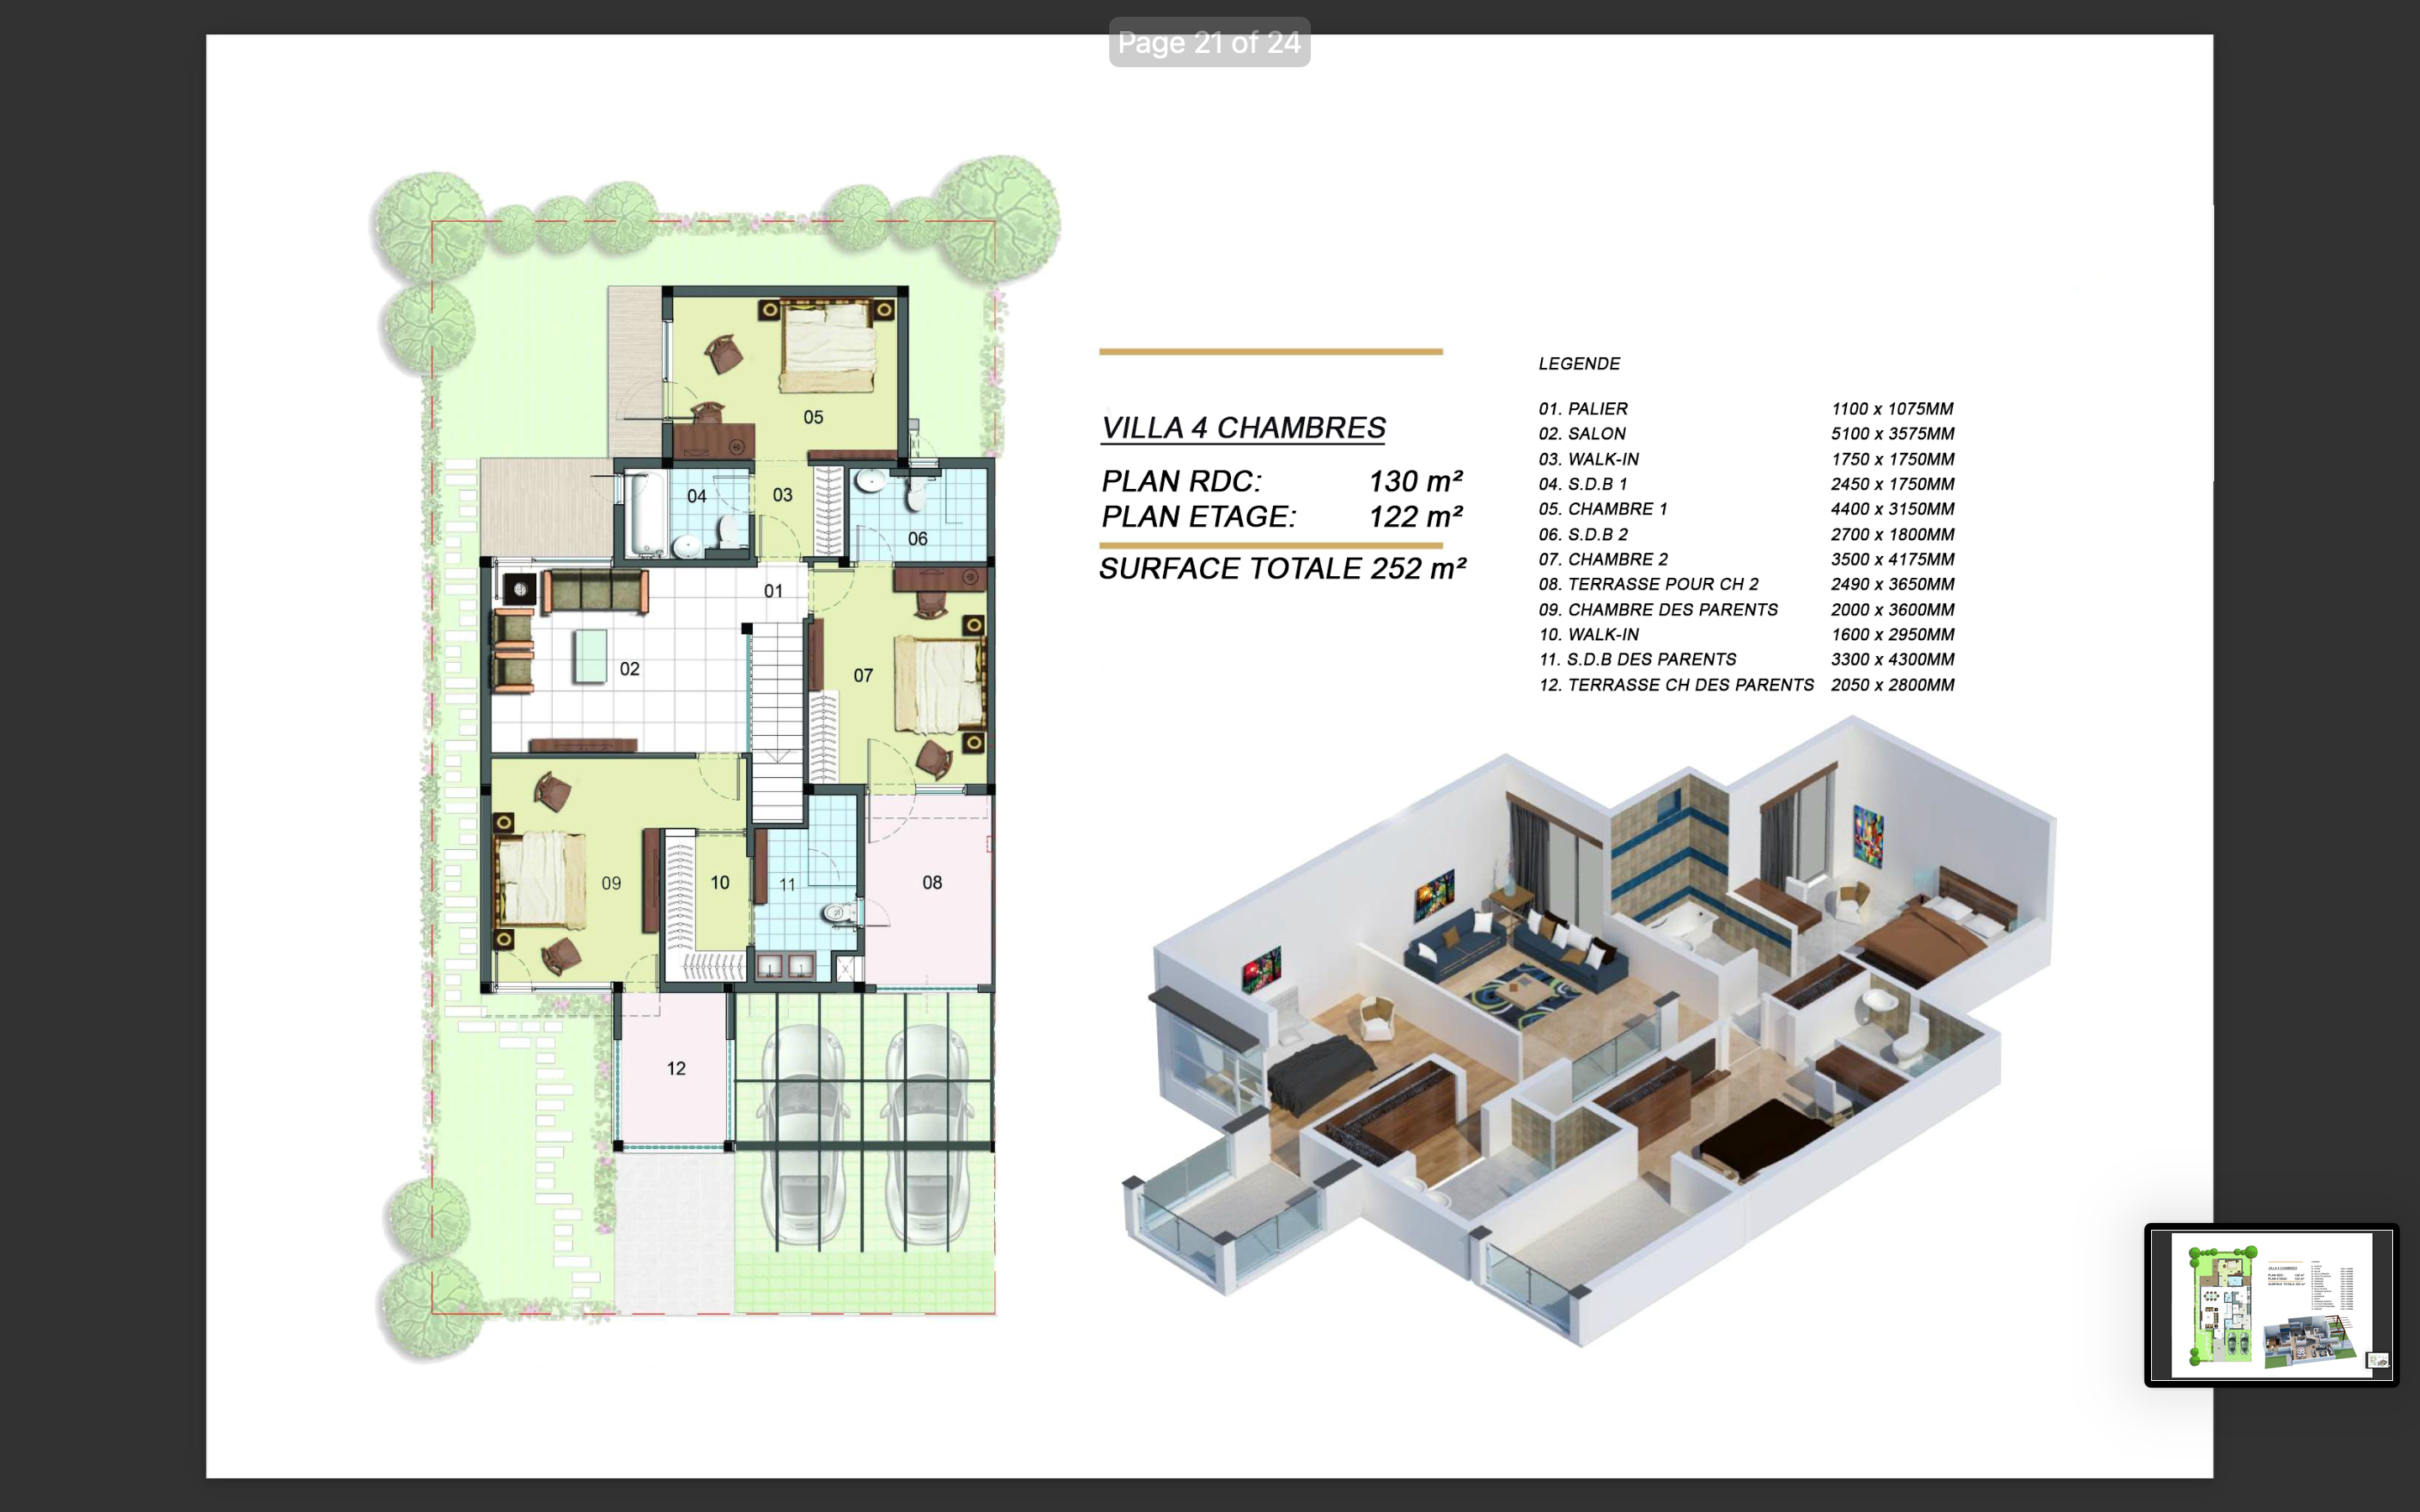 Page 21 of 24
VILLA 4 CHAMBRES
PLAN RDC: 130 m²
PLAN ETAGE: 122 m²
SURFACE TOTALE 252 m²
LEGENDE
01. PALIER 1100 x 1075MM
02. SALON 5100 x 3575MM
03. WALK-IN 1750 x 1750MM
04. S.D.B 1 2450 x 1750MM
05. CHAMBRE 1 4400 x 3150MM
06. S.D.B 2 2700 x 1800MM
07. CHAMBRE 2 3500 x 4175MM
08. TERRASSE POUR CH 2 2490 x 3650MM
09. CHAMBRE DES PARENTS 2000 x 3600MM
10. WALK-IN 1600 x 2950MM
11. S.D.B DES PARENTS 3300 x 4300MM
12. TERRASSE CH DES PARENTS 2050 x 2800MM
05
04
03
06
01
02
07
09
10
11
08
12